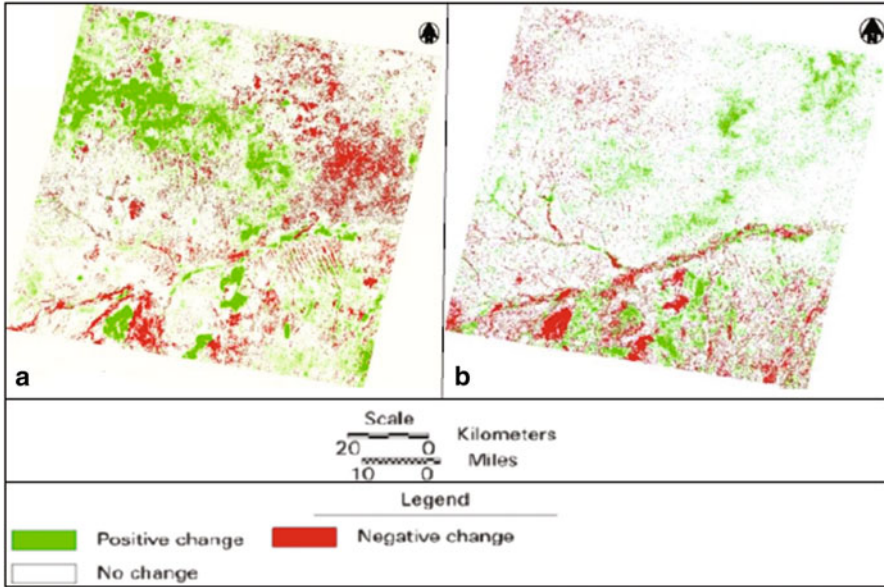 N
N
a
b
Scale
20 0 Kilometers
10 0 Miles
Legend
Positive change
Negative change
No change